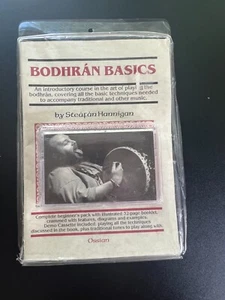 BODHRÁN BASICS
An introductory course in the art of playing the
bodhrán, covering all the basic techniques needed
to accompany traditional and other music.
by Steáfán Hannigan
Complete beginner's pack with illustrated 32-page booklet,
crammed with features, diagrams and examples.
Demo Cassette included, playing all the techniques
discussed in the book, plus traditional tunes to play along with.
Ossian